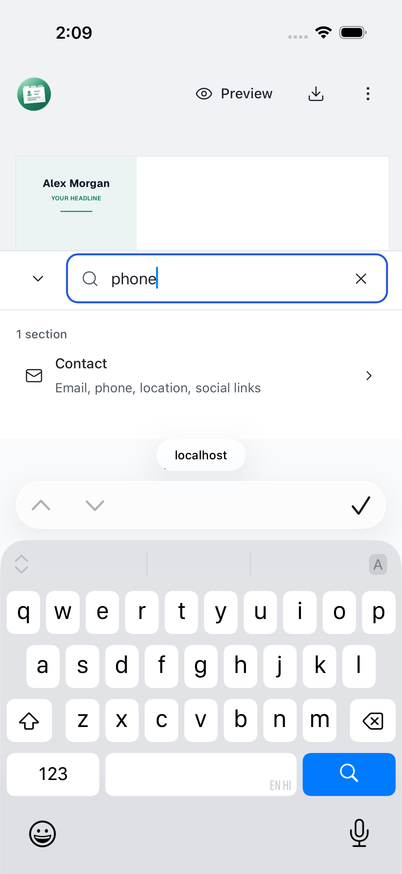 2:09
Preview
Alex Morgan
YOUR HEADLINE
phone
1 section
Contact
Email, phone, location, social links
localhost
A
q w e r t y u i o p
a s d f g h j k l
z x c v b n m
123
EN HI